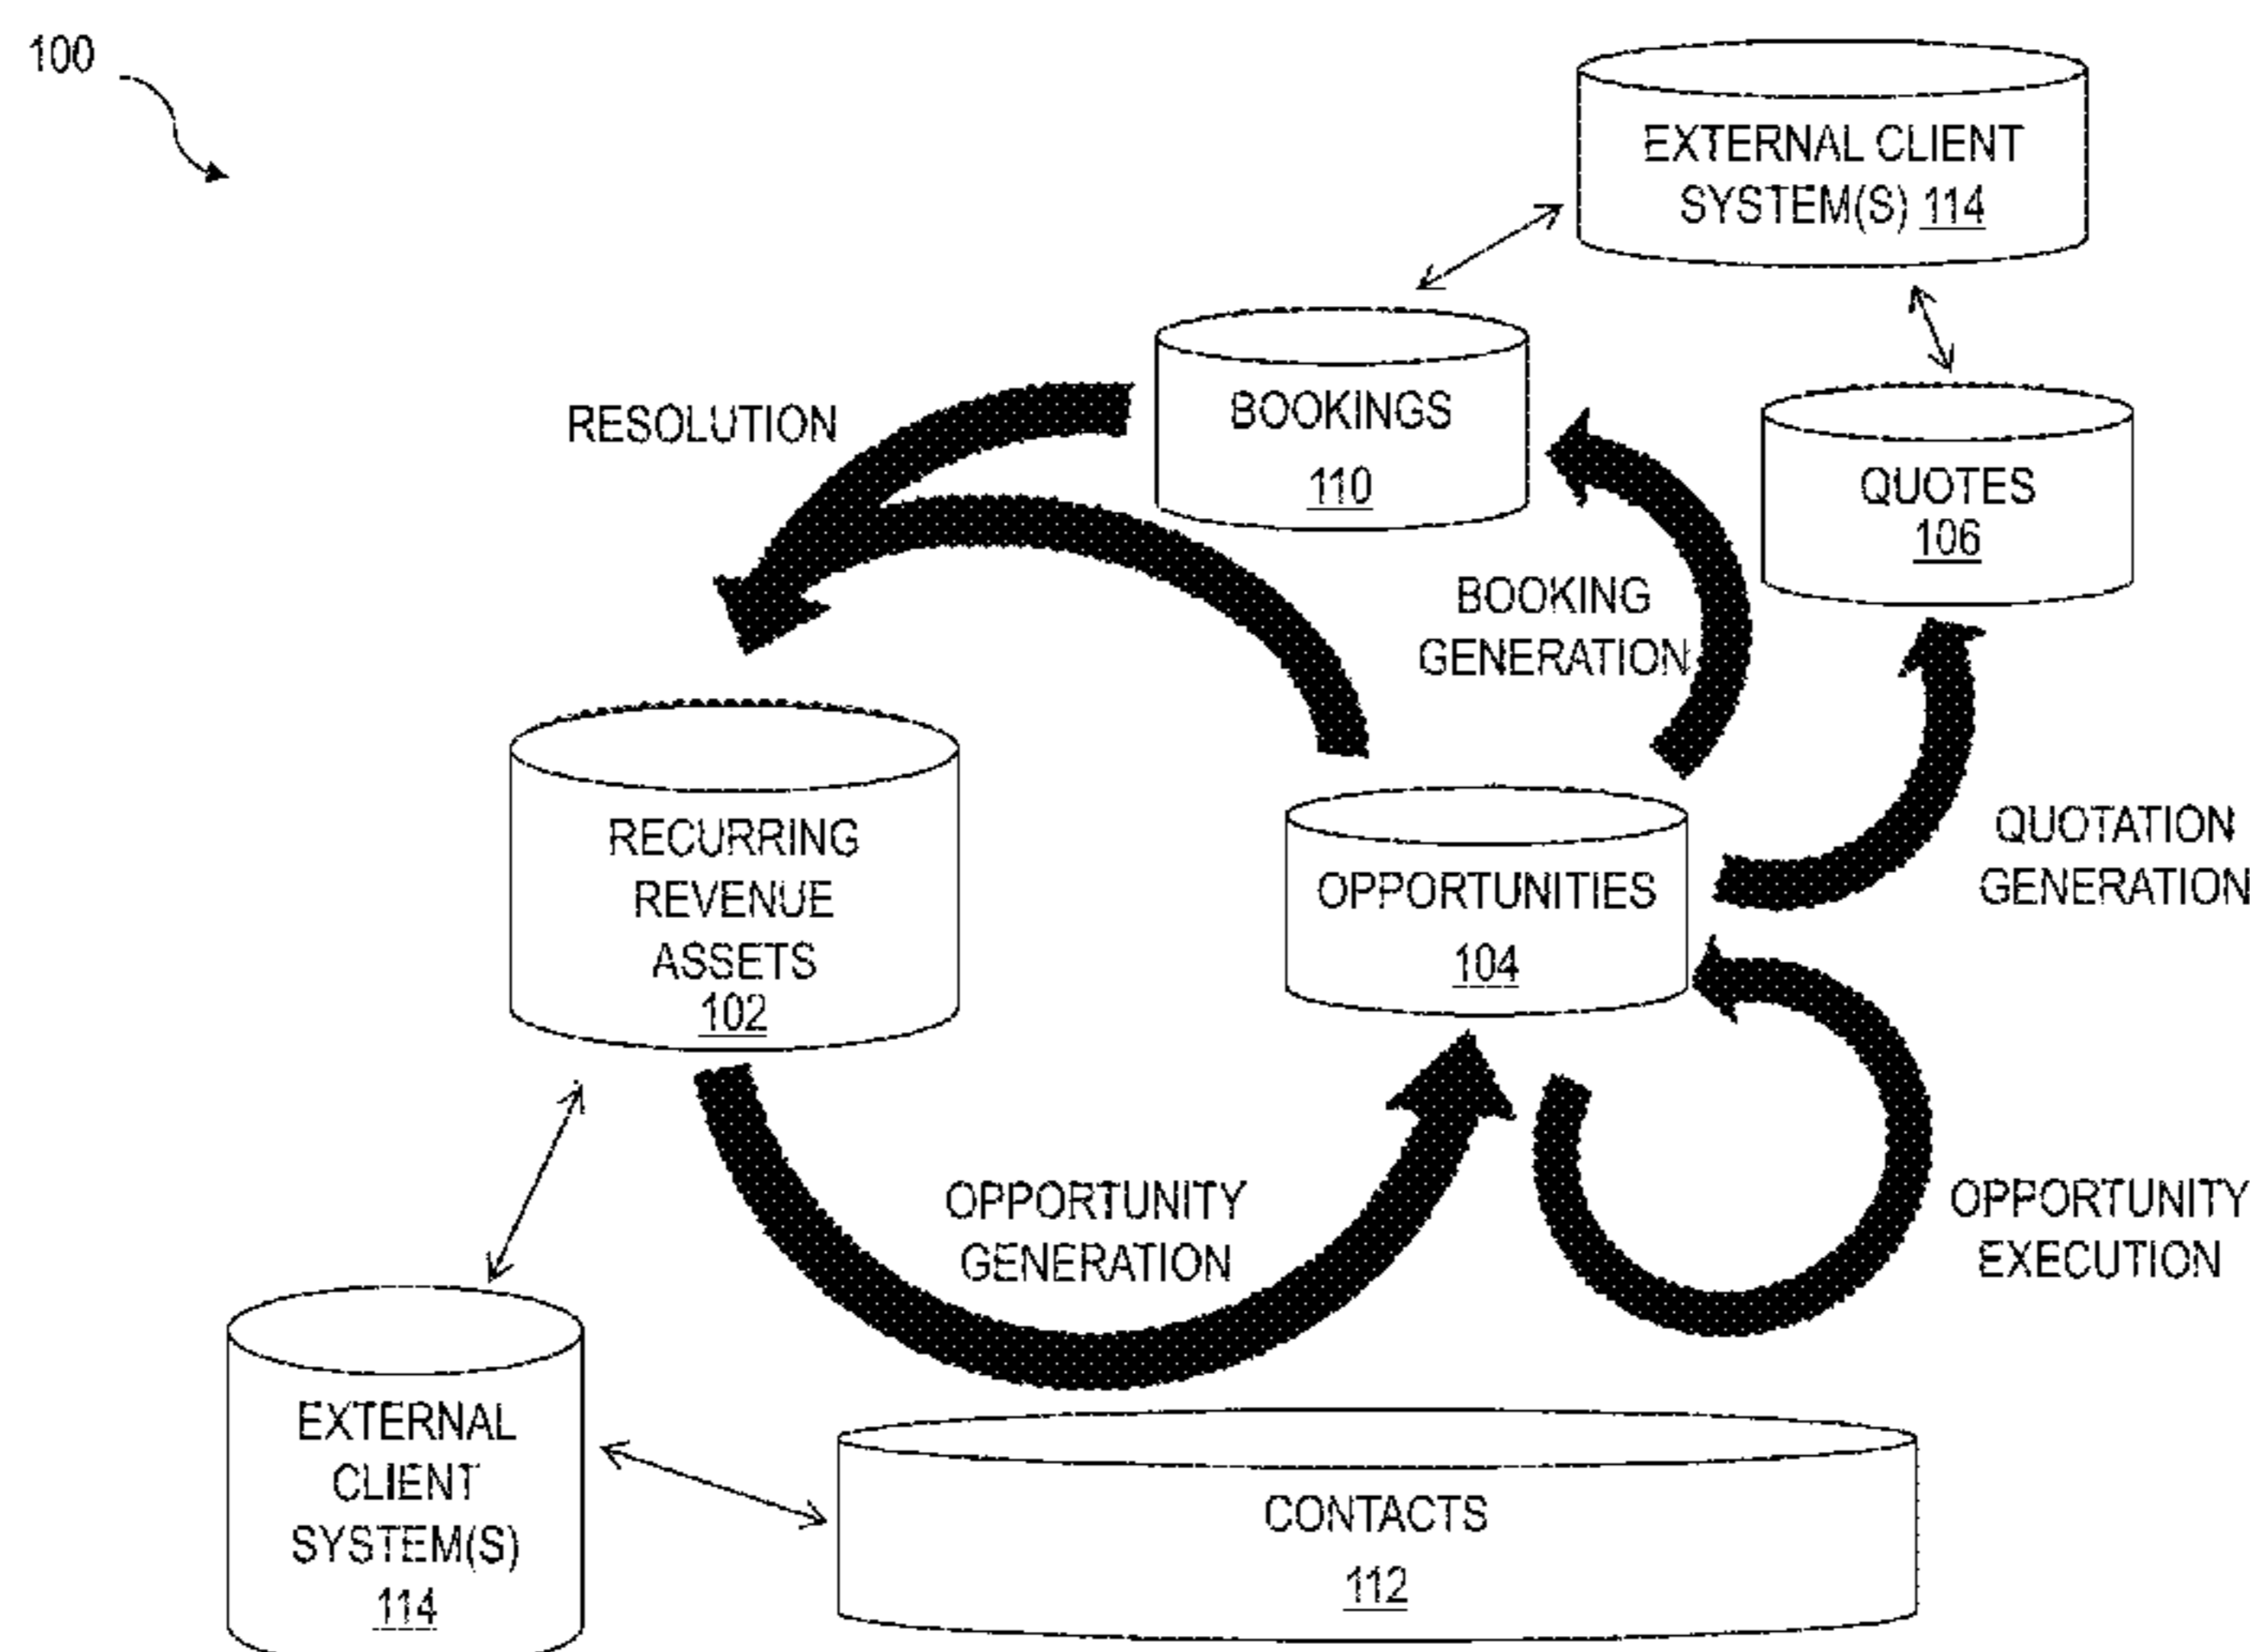 100
EXTERNAL CLIENT
SYSTEM(S) 114
RESOLUTION
BOOKINGS
110
QUOTES
106
BOOKING
GENERATION
RECURRING
REVENUE
ASSETS
102
OPPORTUNITIES
104
QUOTATION
GENERATION
OPPORTUNITY
GENERATION
OPPORTUNITY
EXECUTION
EXTERNAL
CLIENT
SYSTEM(S)
114
CONTACTS
112